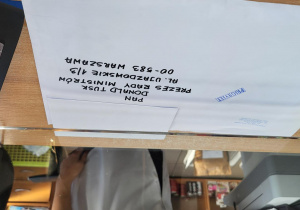 PAN
DONALD TUSK
PREZES RADY MINISTRÓW
AL. UJAZDOWSKIE 1/3
00-583 WARSZAWA